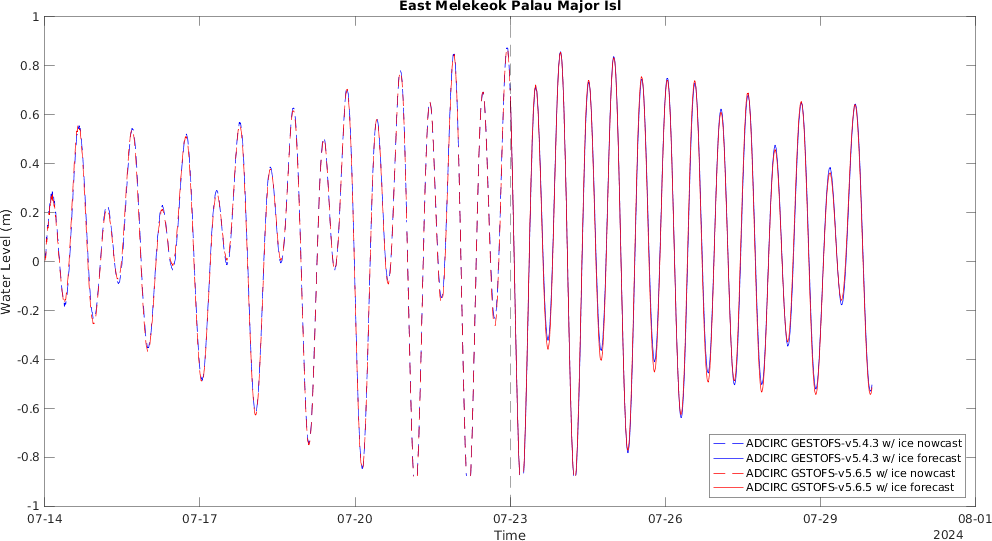 East Melekeok Palau Major Isl
1
0.8
0.6
0.4
0.2
0
-0.2
-0.4
-0.6
-0.8
-1
Water Level (m)
07-14 07-17 07-20 07-23 07-26 07-29 08-01
Time
2024
ADCIRC GESTOFS-v5.4.3 w/ ice nowcast
ADCIRC GESTOFS-v5.4.3 w/ ice forecast
ADCIRC GSTOFS-v5.6.5 w/ ice nowcast
ADCIRC GSTOFS-v5.6.5 w/ ice forecast